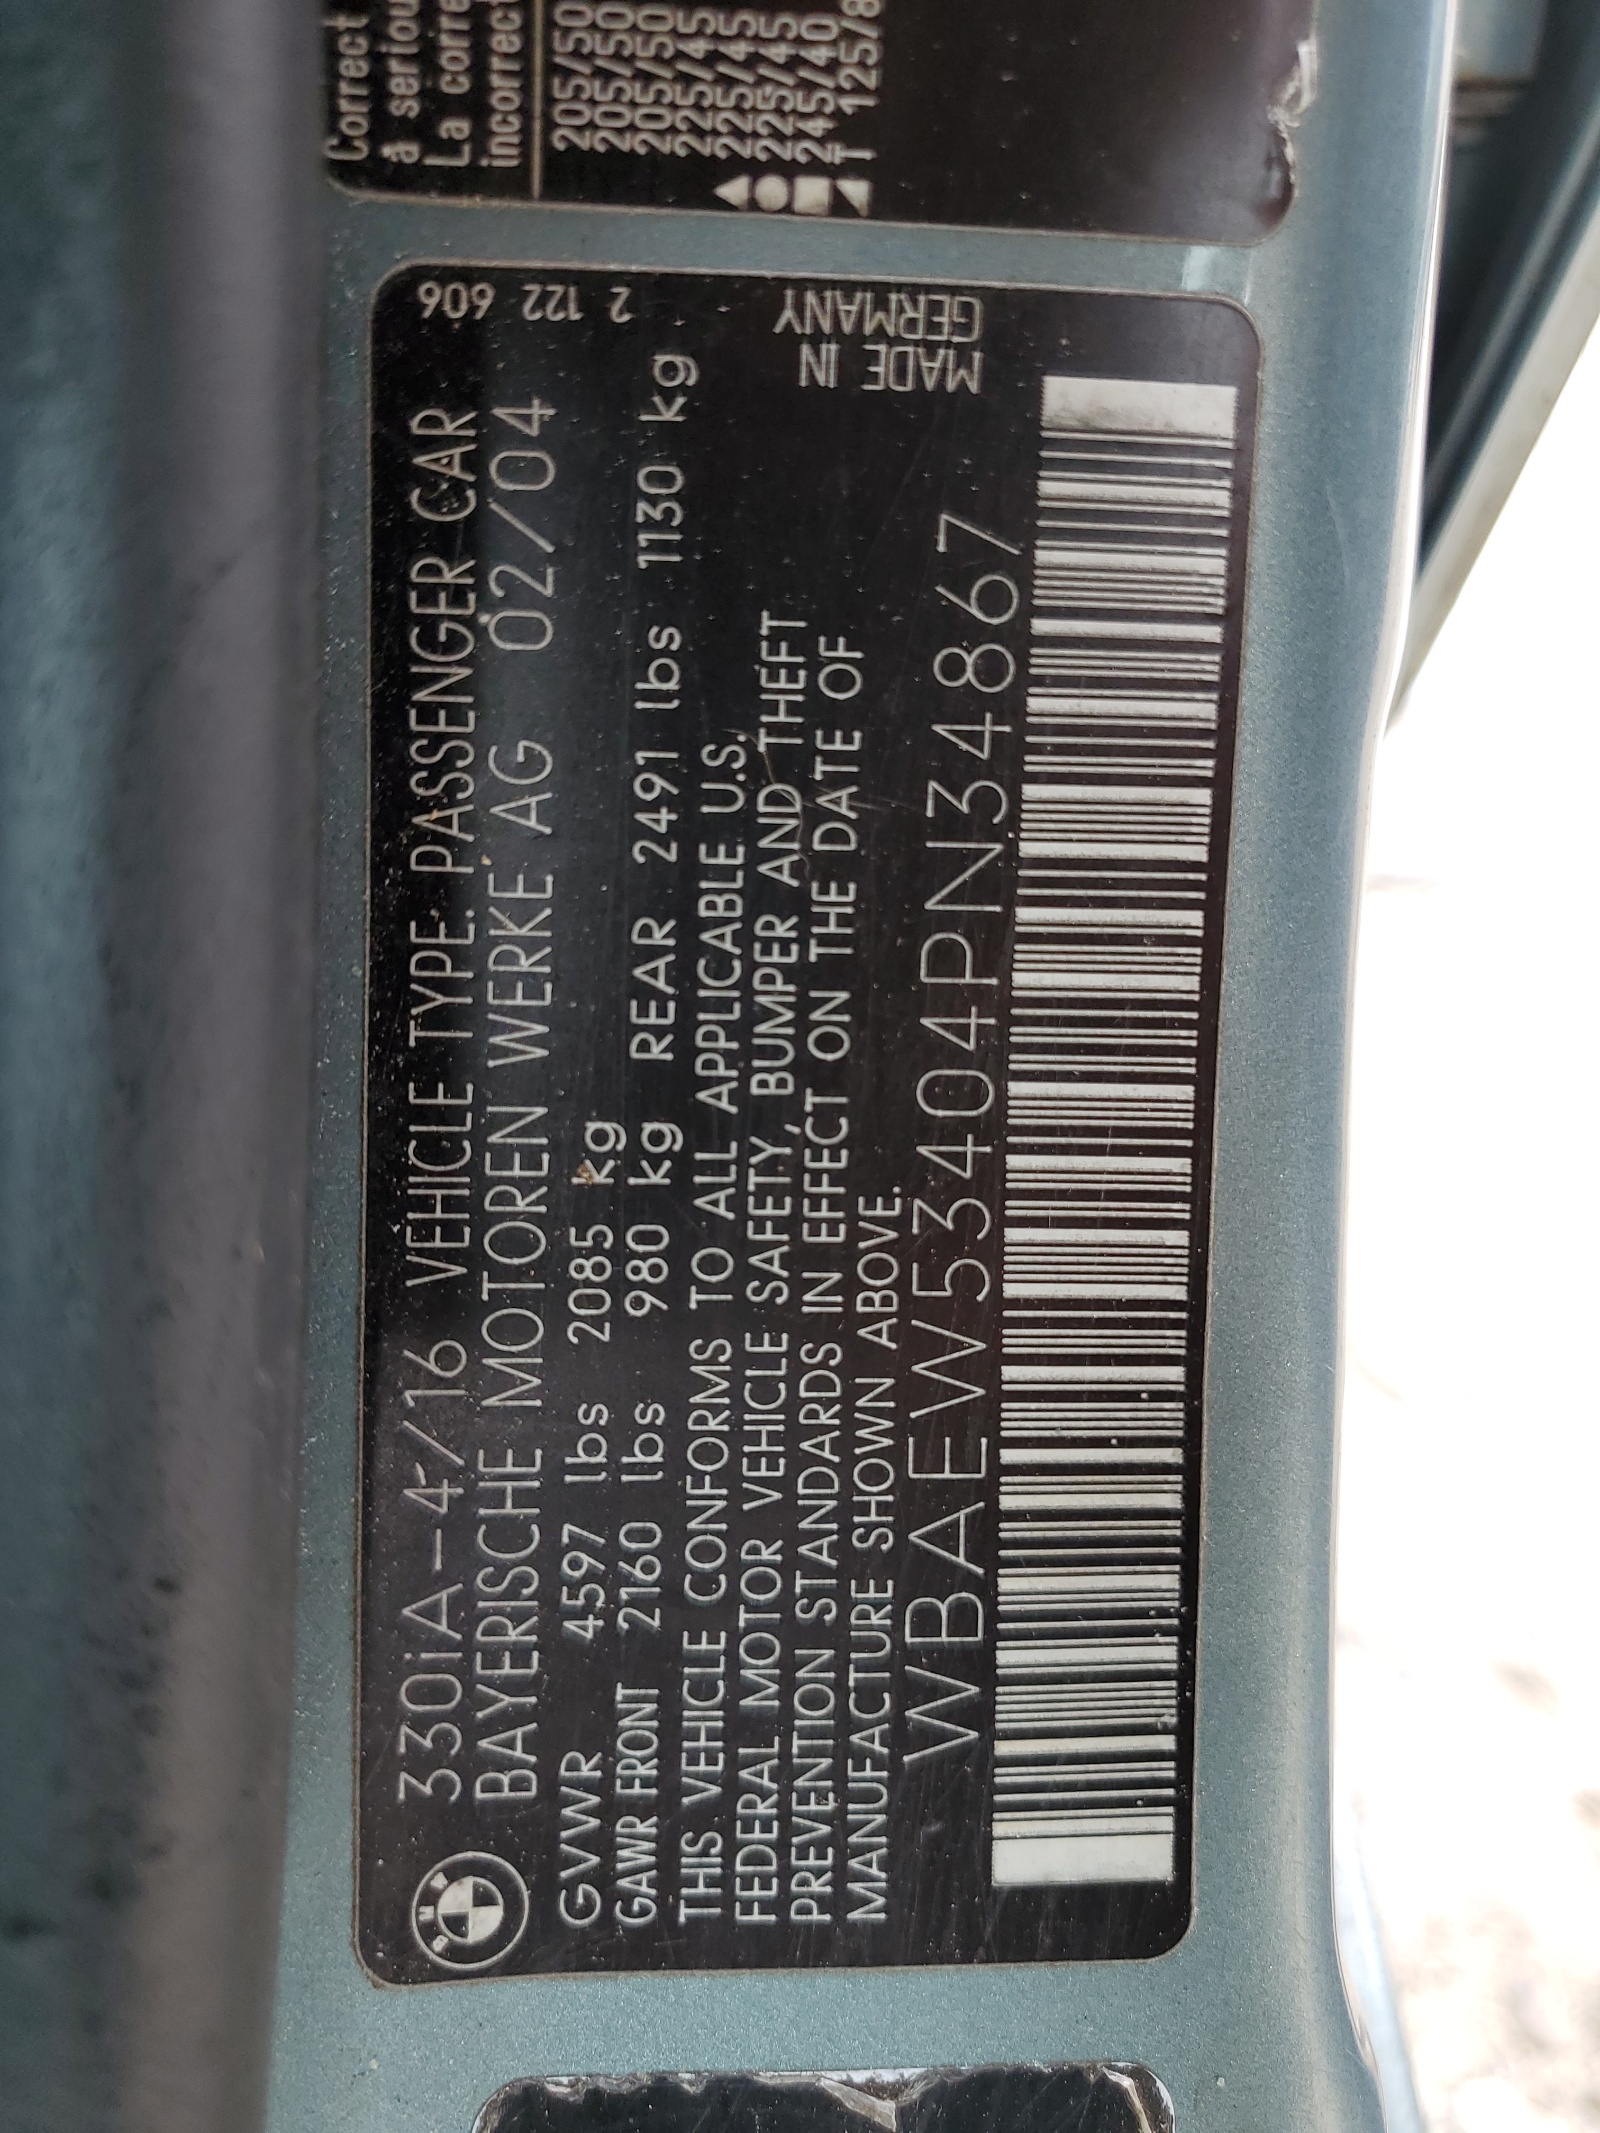 330iA-4/16 VEHICLE TYPE.PASSENGER CAR
BAYERISCHE MOTOREN WERKE AG 02/04
GVWR 4597 lbs 2085 kg
GAWR FRONT 2160 lbs 980 kg REAR 2491 lbs 1130 kg
THIS VEHICLE CONFORMS TO ALL APPLICABLE U.S.
FEDERAL MOTOR VEHICLE SAFETY, BUMPER AND THEFT
PREVENTION STANDARDS IN EFFECT ON THE DATE OF
MANUFACTURE SHOWN ABOVE.
WBAEW53404PN34867
2 122 606
MADE IN
GERMANY
BMW
Correct
a seriou
La corre
incorrect
205/50
205/50
205/50
225/45
225/45
225/45
245/40
T 125/8